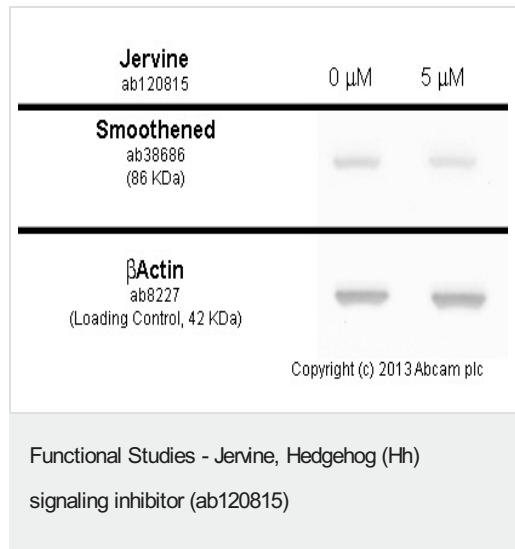 Jervine
ab120815
0 µM 5 µM
Smoothened
ab38686
(86 KDa)
βActin
ab8227
(Loading Control, 42 KDa)
Copyright (c) 2013 Abcam plc
Functional Studies - Jervine, Hedgehog (Hh)
signaling inhibitor (ab120815)